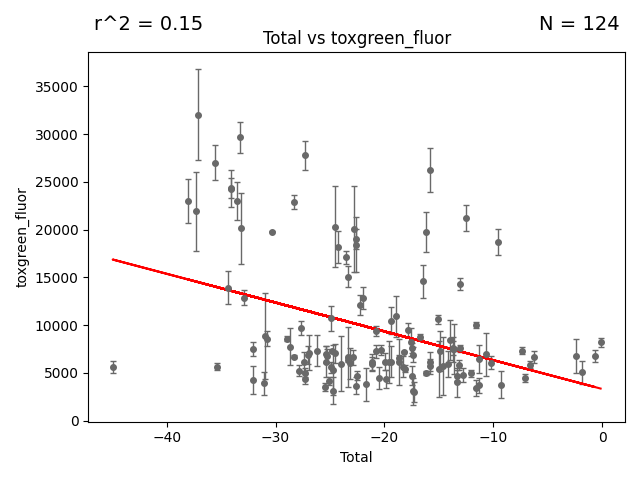 r^2 = 0.15
N = 124
Total vs toxgreen_fluor
35000
30000
25000
20000
15000
10000
5000
0
toxgreen_fluor
−40
−30
−20
−10
0
Total